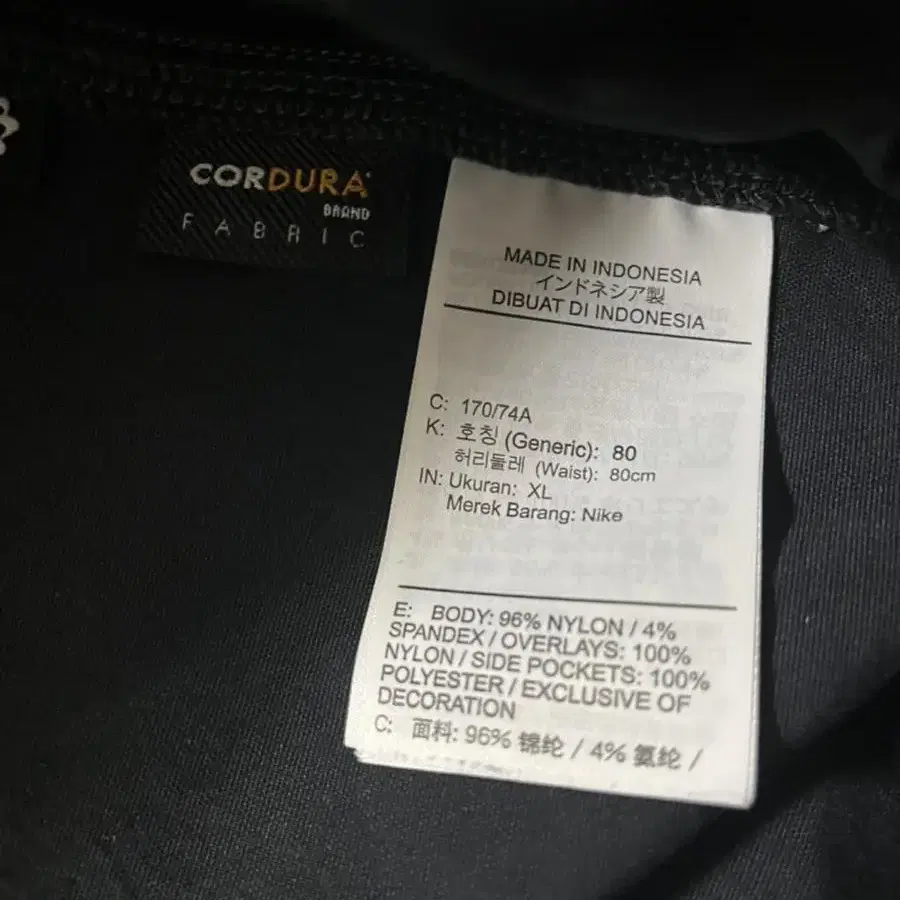 CORDURA
BRAND
FABRIC
MADE IN INDONESIA
インドネシア製
DIBUAT DI INDONESIA
C: 170/74A
K: 호칭 (Generic): 80
허리둘레 (Waist): 80cm
IN: Ukuran: XL
Merek Barang: Nike
E: BODY: 96% NYLON / 4%
SPANDEX / OVERLAYS: 100%
NYLON / SIDE POCKETS: 100%
POLYESTER / EXCLUSIVE OF
DECORATION
C: 面料: 96% 锦纶 / 4% 氨纶 /